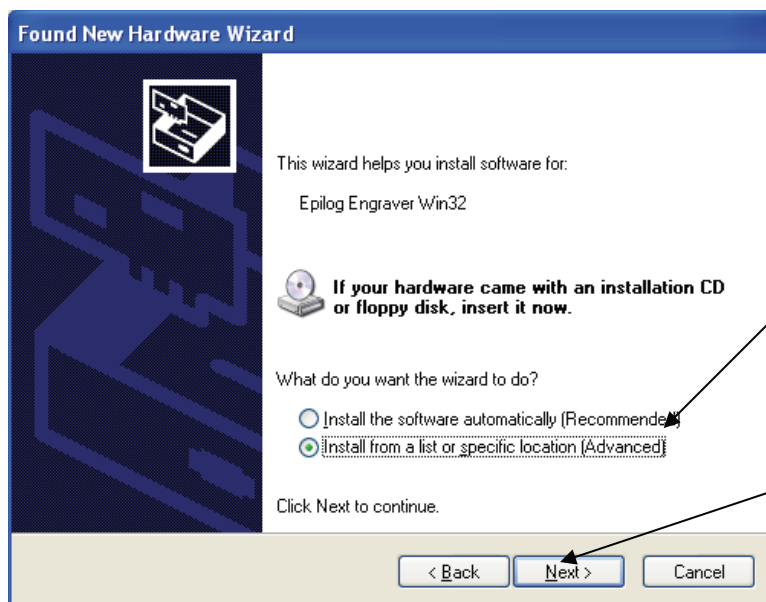 Found New Hardware Wizard
This wizard helps you install software for:
Epilog Engraver Win32
If your hardware came with an installation CD
or floppy disk, insert it now.
What do you want the wizard to do?
Install the software automatically (Recommended)
Install from a list or specific location (Advanced)
Click Next to continue.
< Back Next > Cancel